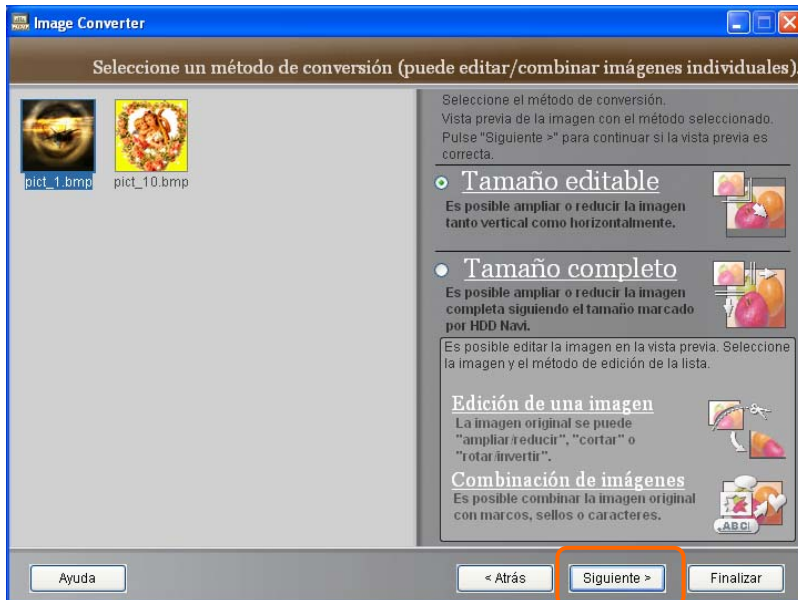 Image Converter
Seleccione un método de conversión (puede editar/combinar imágenes individuales).
pict_1.bmp
pict_10.bmp
Seleccione el método de conversión.
Vista previa de la imagen con el método seleccionado.
Pulse "Siguiente >" para continuar si la vista previa es
correcta.
Tamaño editable
Es posible ampliar o reducir la imagen
tanto vertical como horizontalmente.
Tamaño completo
Es posible ampliar o reducir la imagen
completa siguiendo el tamaño marcado
por HDD Navi.
Es posible editar la imagen en la vista previa. Seleccione
la imagen y el método de edición de la lista.
Edición de una imagen
La imagen original se puede
"ampliar/reducir", "cortar" o
"rotar/invertir".
Combinación de imágenes
Es posible combinar la imagen original
con marcos, sellos o caracteres.
ABC
Ayuda
< Atrás
Siguiente >
Finalizar